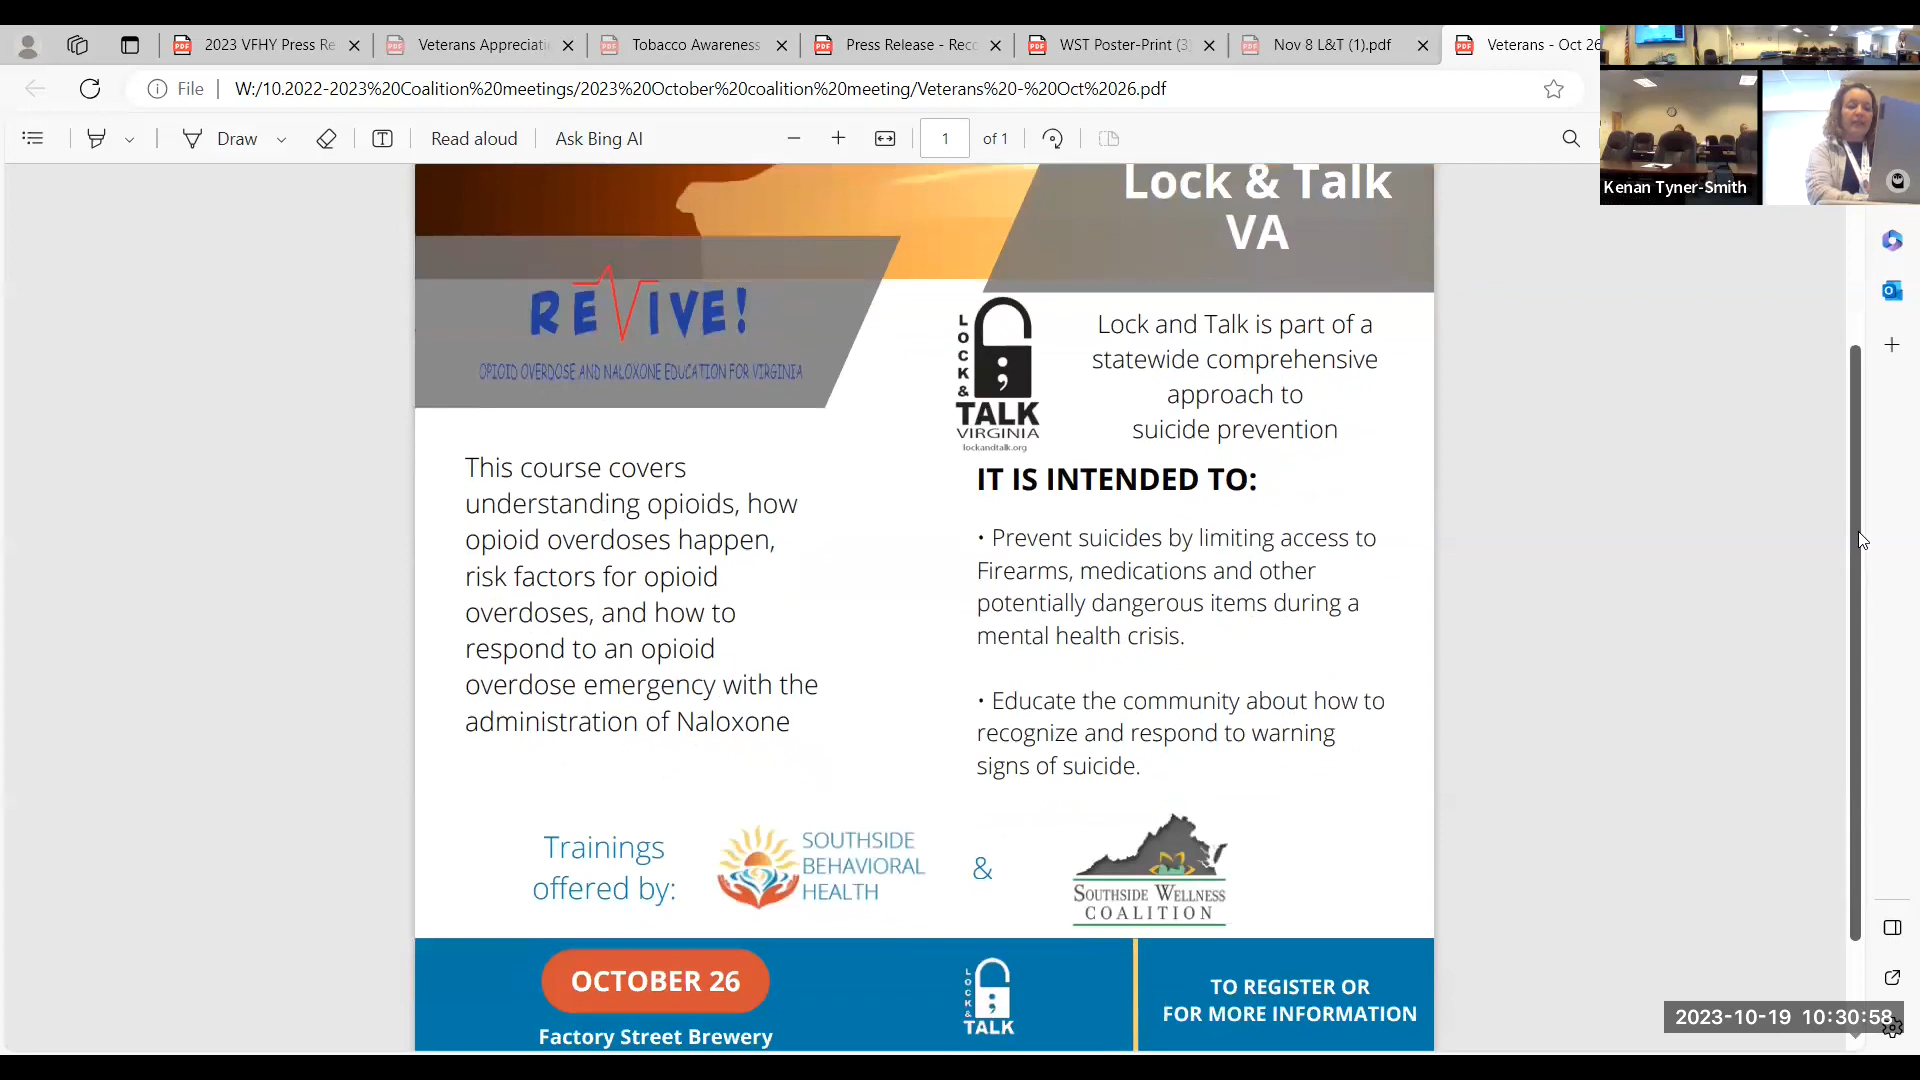 2023 VFHY Press Re
Veterans Appreciati
Tobacco Awareness
Press Release - Rec
WST Poster-Print (3)
Nov 8 L&T (1).pdf
Veterans - Oct 26
File
W:/10.2022-2023%20Coalition%20meetings/2023%20October%20coalition%20meeting/Veterans%20-%20Oct%2026.pdf
Draw
Read aloud
Ask Bing AI
1
of 1
Kenan Tyner-Smith
Lock & Talk
VA
REVIVE!
OPIOID OVERDOSE AND NALOXONE EDUCATION FOR VIRGINIA
This course covers
understanding opioids, how
opioid overdoses happen,
risk factors for opioid
overdoses, and how to
respond to an opioid
overdose emergency with the
administration of Naloxone
LOCK &
TALK
VIRGINIA
lockandtalk.org
Lock and Talk is part of a
statewide comprehensive
approach to
suicide prevention
IT IS INTENDED TO:
• Prevent suicides by limiting access to
Firearms, medications and other
potentially dangerous items during a
mental health crisis.
• Educate the community about how to
recognize and respond to warning
signs of suicide.
Trainings
offered by:
SOUTHSIDE
BEHAVIORAL
HEALTH
&
SOUTHSIDE WELLNESS
COALITION
OCTOBER 26
Factory Street Brewery
LOCK &
TALK
TO REGISTER OR
FOR MORE INFORMATION
2023-10-19 10:30:58